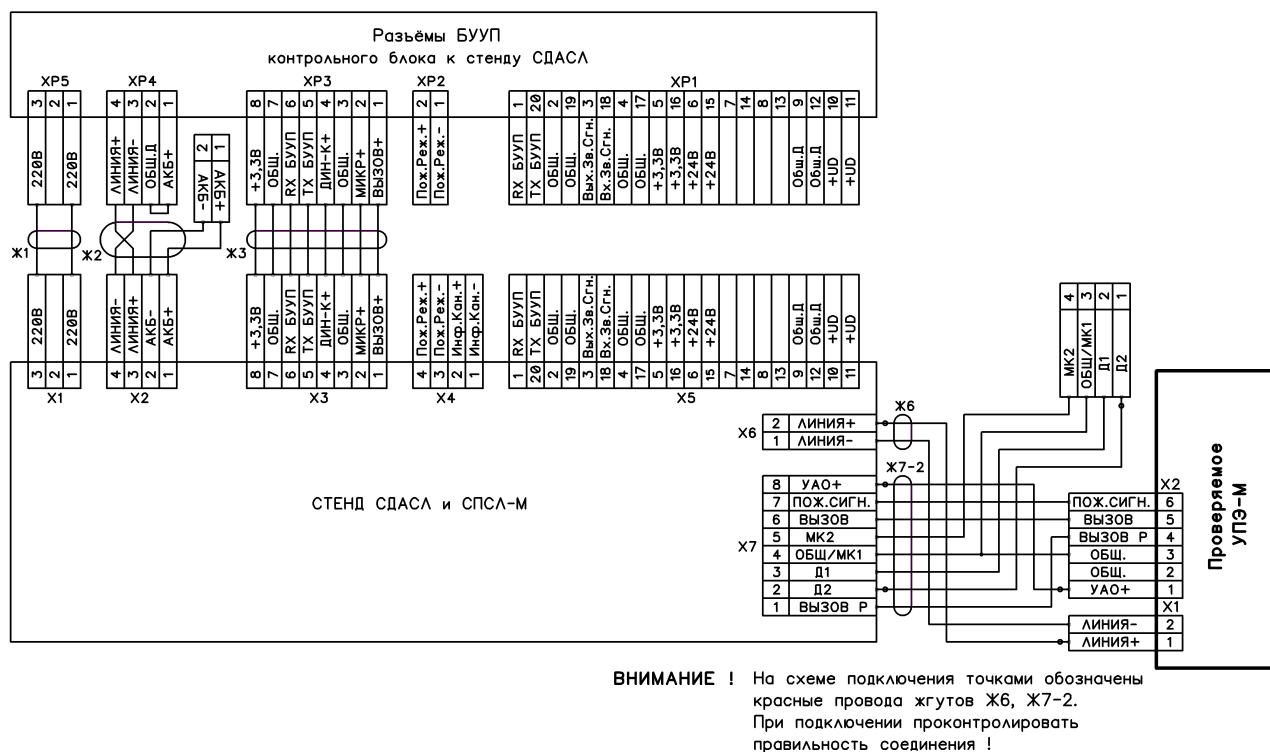 Разъёмы БУУП
контрольного блока к стенду СДАСЛ
XP5
XP4
XP3
XP2
XP1
3 2 1
4 3 2 1
8 7 6 5 4 3 2 1
2 1
1 20 2 19 3 18 4 17 5 16 6 15 7 14 8 13 9 12 10 11
220В
220В
ЛИНИЯ+
ЛИНИЯ-
ОБЩ.Д
АКБ+
2 АКБ-
1 АКБ+
+3,3В
ОБЩ.
RX БУУП
TX БУУП
ДИН-К+
ОБЩ.
МИКР+
ВЫЗОВ+
Пож.Реж.+
Пож.Реж.-
RX БУУП
TX БУУП
ОБЩ.
ОБЩ.
Вых.Зв.Сгн.
Вх.Зв.Сгн.
ОБЩ.
ОБЩ.
+3,3В
+3,3В
+24В
+24В
Общ.Д
Общ.Д
+UD
+UD
Ж1
Ж2
Ж3
220В
220В
ЛИНИЯ-
ЛИНИЯ+
АКБ-
АКБ+
+3,3В
ОБЩ.
RX БУУП
TX БУУП
ДИН-К+
ОБЩ.
МИКР+
ВЫЗОВ+
Пож.Реж.+
Пож.Реж.-
Инф.Кан.+
Инф.Кан.-
RX БУУП
TX БУУП
ОБЩ.
ОБЩ.
Вых.Зв.Сгн.
Вх.Зв.Сгн.
ОБЩ.
ОБЩ.
+3,3В
+3,3В
+24В
+24В
Общ.Д
Общ.Д
+UD
+UD
3 2 1
4 3 2 1
8 7 6 5 4 3 2 1
4 3 2 1
1 20 2 19 3 18 4 17 5 16 6 15 7 14 8 13 9 12 10 11
X1
X2
X3
X4
X5
4 МК2
3 ОБЩ/МК1
2 Д1
1 Д2
X6
2 ЛИНИЯ+
1 ЛИНИЯ-
Ж6
Ж7-2
СТЕНД СДАСЛ и СПСЛ-М
X7
8 УАО+
7 ПОЖ.СИГН.
6 ВЫЗОВ
5 МК2
4 ОБЩ/МК1
3 Д1
2 Д2
1 ВЫЗОВ Р
X2
ПОЖ.СИГН. 6
ВЫЗОВ 5
ВЫЗОВ Р 4
ОБЩ. 3
ОБЩ. 2
УАО+ 1
X1
ЛИНИЯ- 2
ЛИНИЯ+ 1
Проверяемое
УПЭ-М
ВНИМАНИЕ ! На схеме подключения точками обозначены
красные провода жгутов Ж6, Ж7-2.
При подключении проконтролировать
правильность соединения !